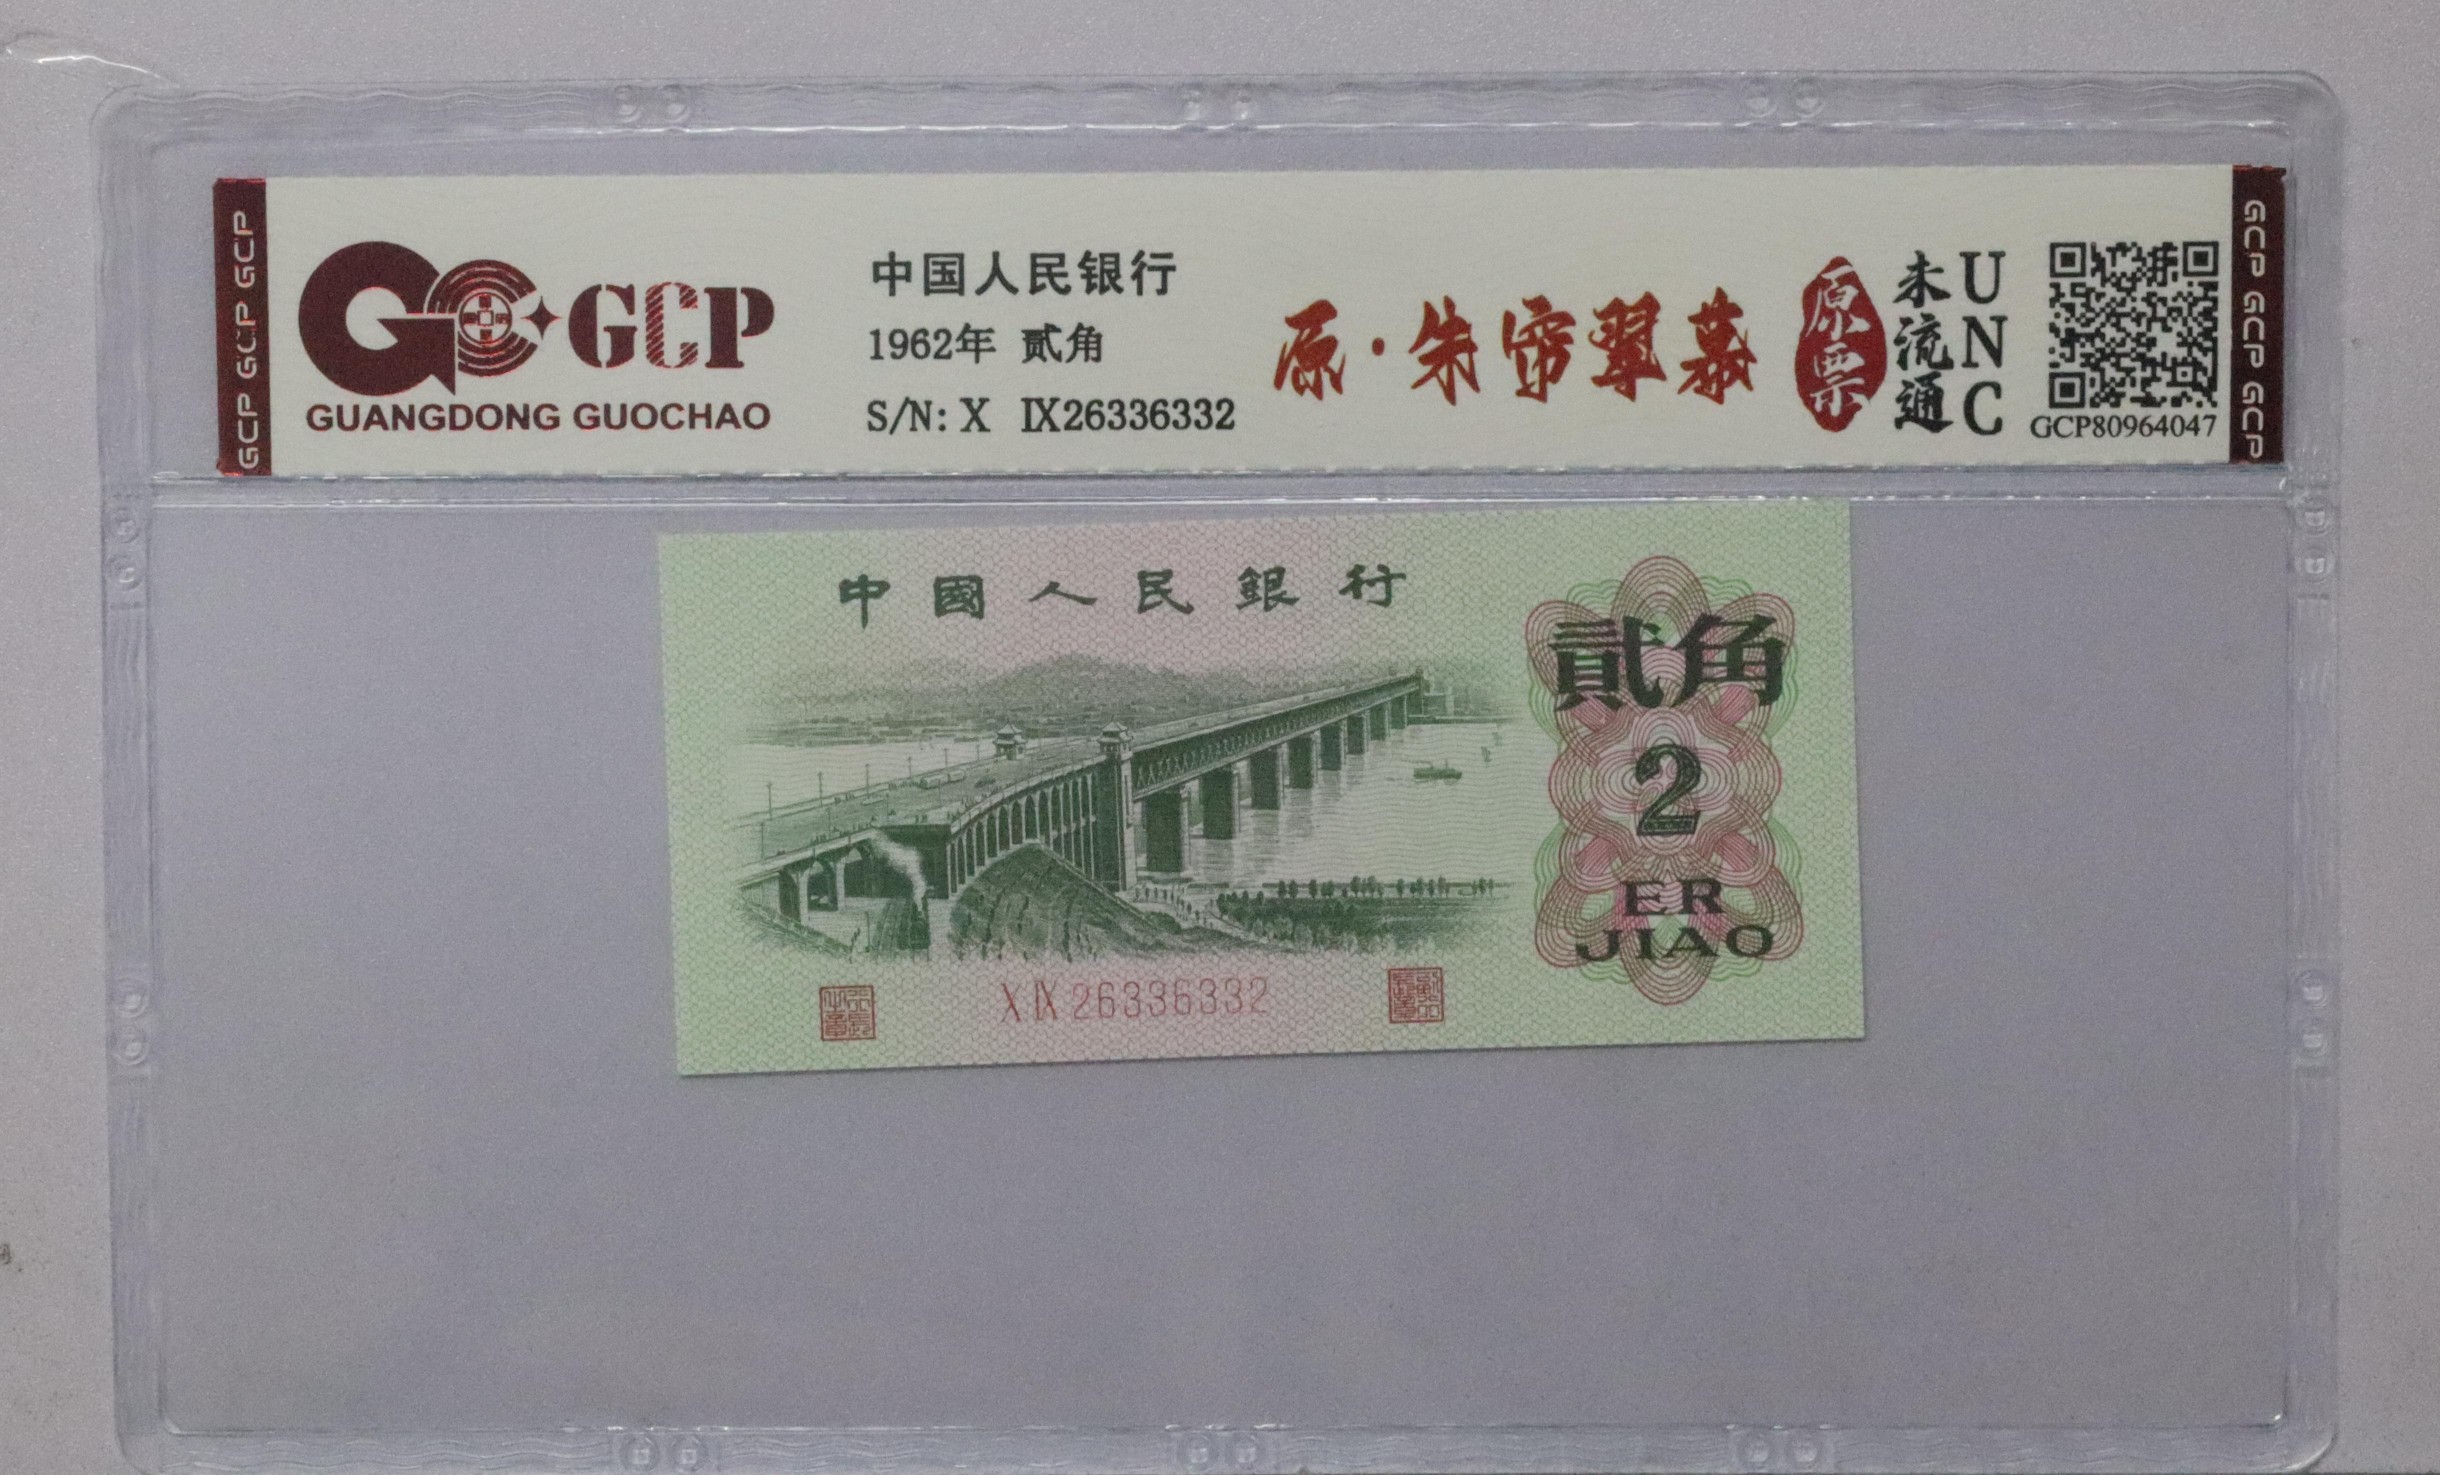 GCP GCP GCP
GCP
GUANGDONG GUOCHAO
中国人民银行
1962年 贰角
S/N: X Ⅸ26336332
原·朱帘翠幕
原票
未流通
UNC
GCP80964047
GCP GCP GCP
中國人民銀行
貳角
2
ER
JIAO
X Ⅸ 26336332